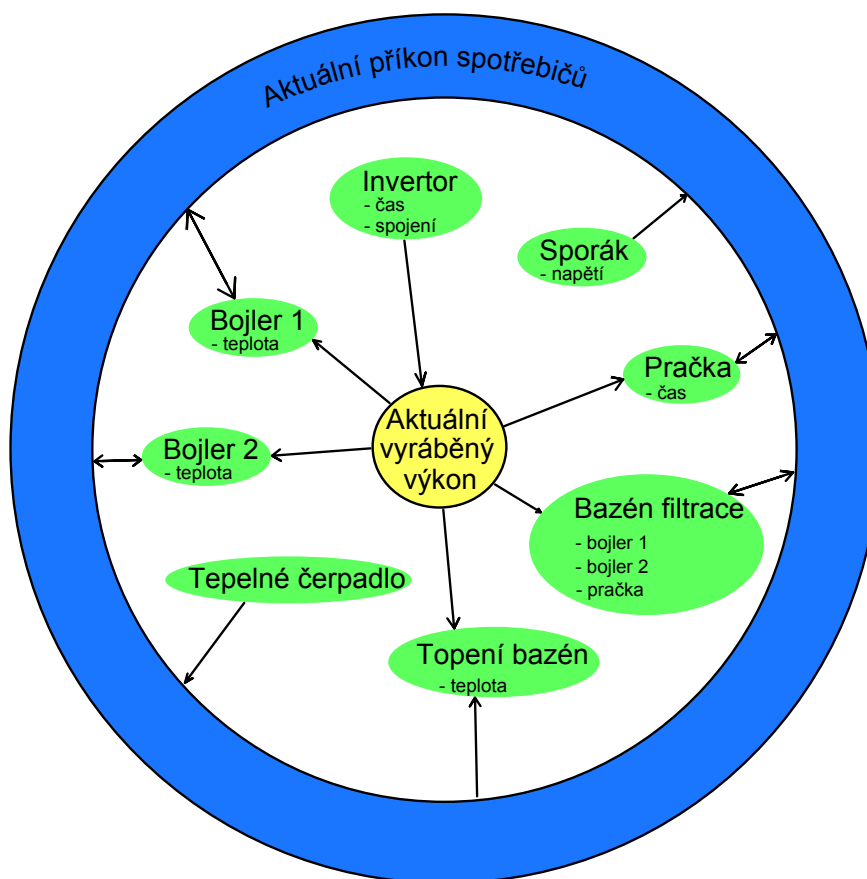 Aktuální příkon spotřebičů
Invertor
- čas
- spojení
Sporák
- napětí
Bojler 1
- teplota
Pračka
- čas
Aktuální
vyráběný
výkon
Bojler 2
- teplota
Bazén filtrace
- bojler 1
- bojler 2
- pračka
Tepelné čerpadlo
Topení bazén
- teplota